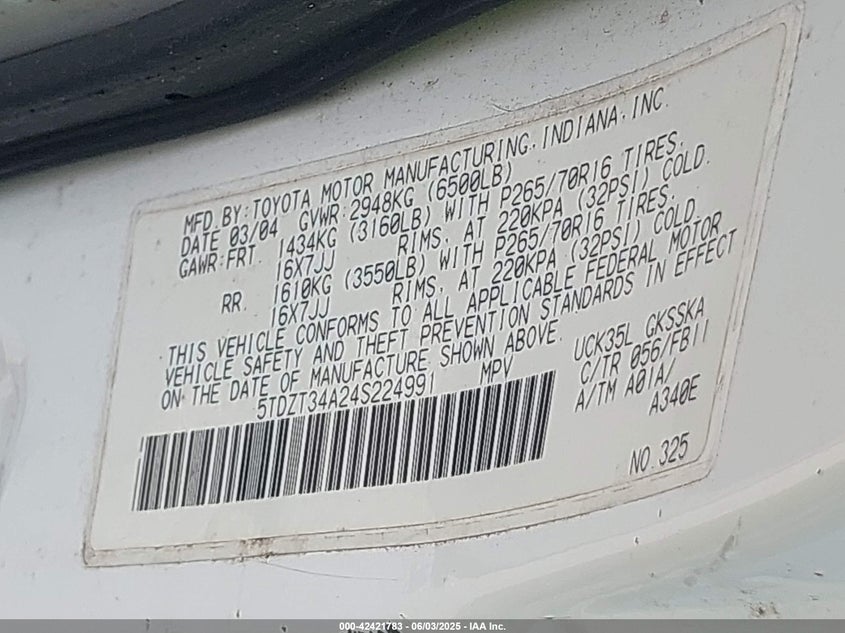 MFD. BY: TOYOTA MOTOR MANUFACTURING, INDIANA, INC.
DATE 03/04 GVWR: 2948KG (6500LB)
GAWR: FRT. 1434KG (3160LB) WITH P265/70R16 TIRES,
16X7JJ RIMS, AT 220KPA (32PSI) COLD.
RR. 1610KG (3550LB) WITH P265/70R16 TIRES,
16X7JJ RIMS, AT 220KPA (32PSI) COLD.
THIS VEHICLE CONFORMS TO ALL APPLICABLE FEDERAL MOTOR
VEHICLE SAFETY AND THEFT PREVENTION STANDARDS IN EFFECT
ON THE DATE OF MANUFACTURE SHOWN ABOVE.
5TDZT34A24S224991 MPV
UCK35L GKSSKA
C/TR 056/FB11
A/TM A01A/
A340E
NO. 325
000-42421783 - 06/03/2025 - IAA Inc.